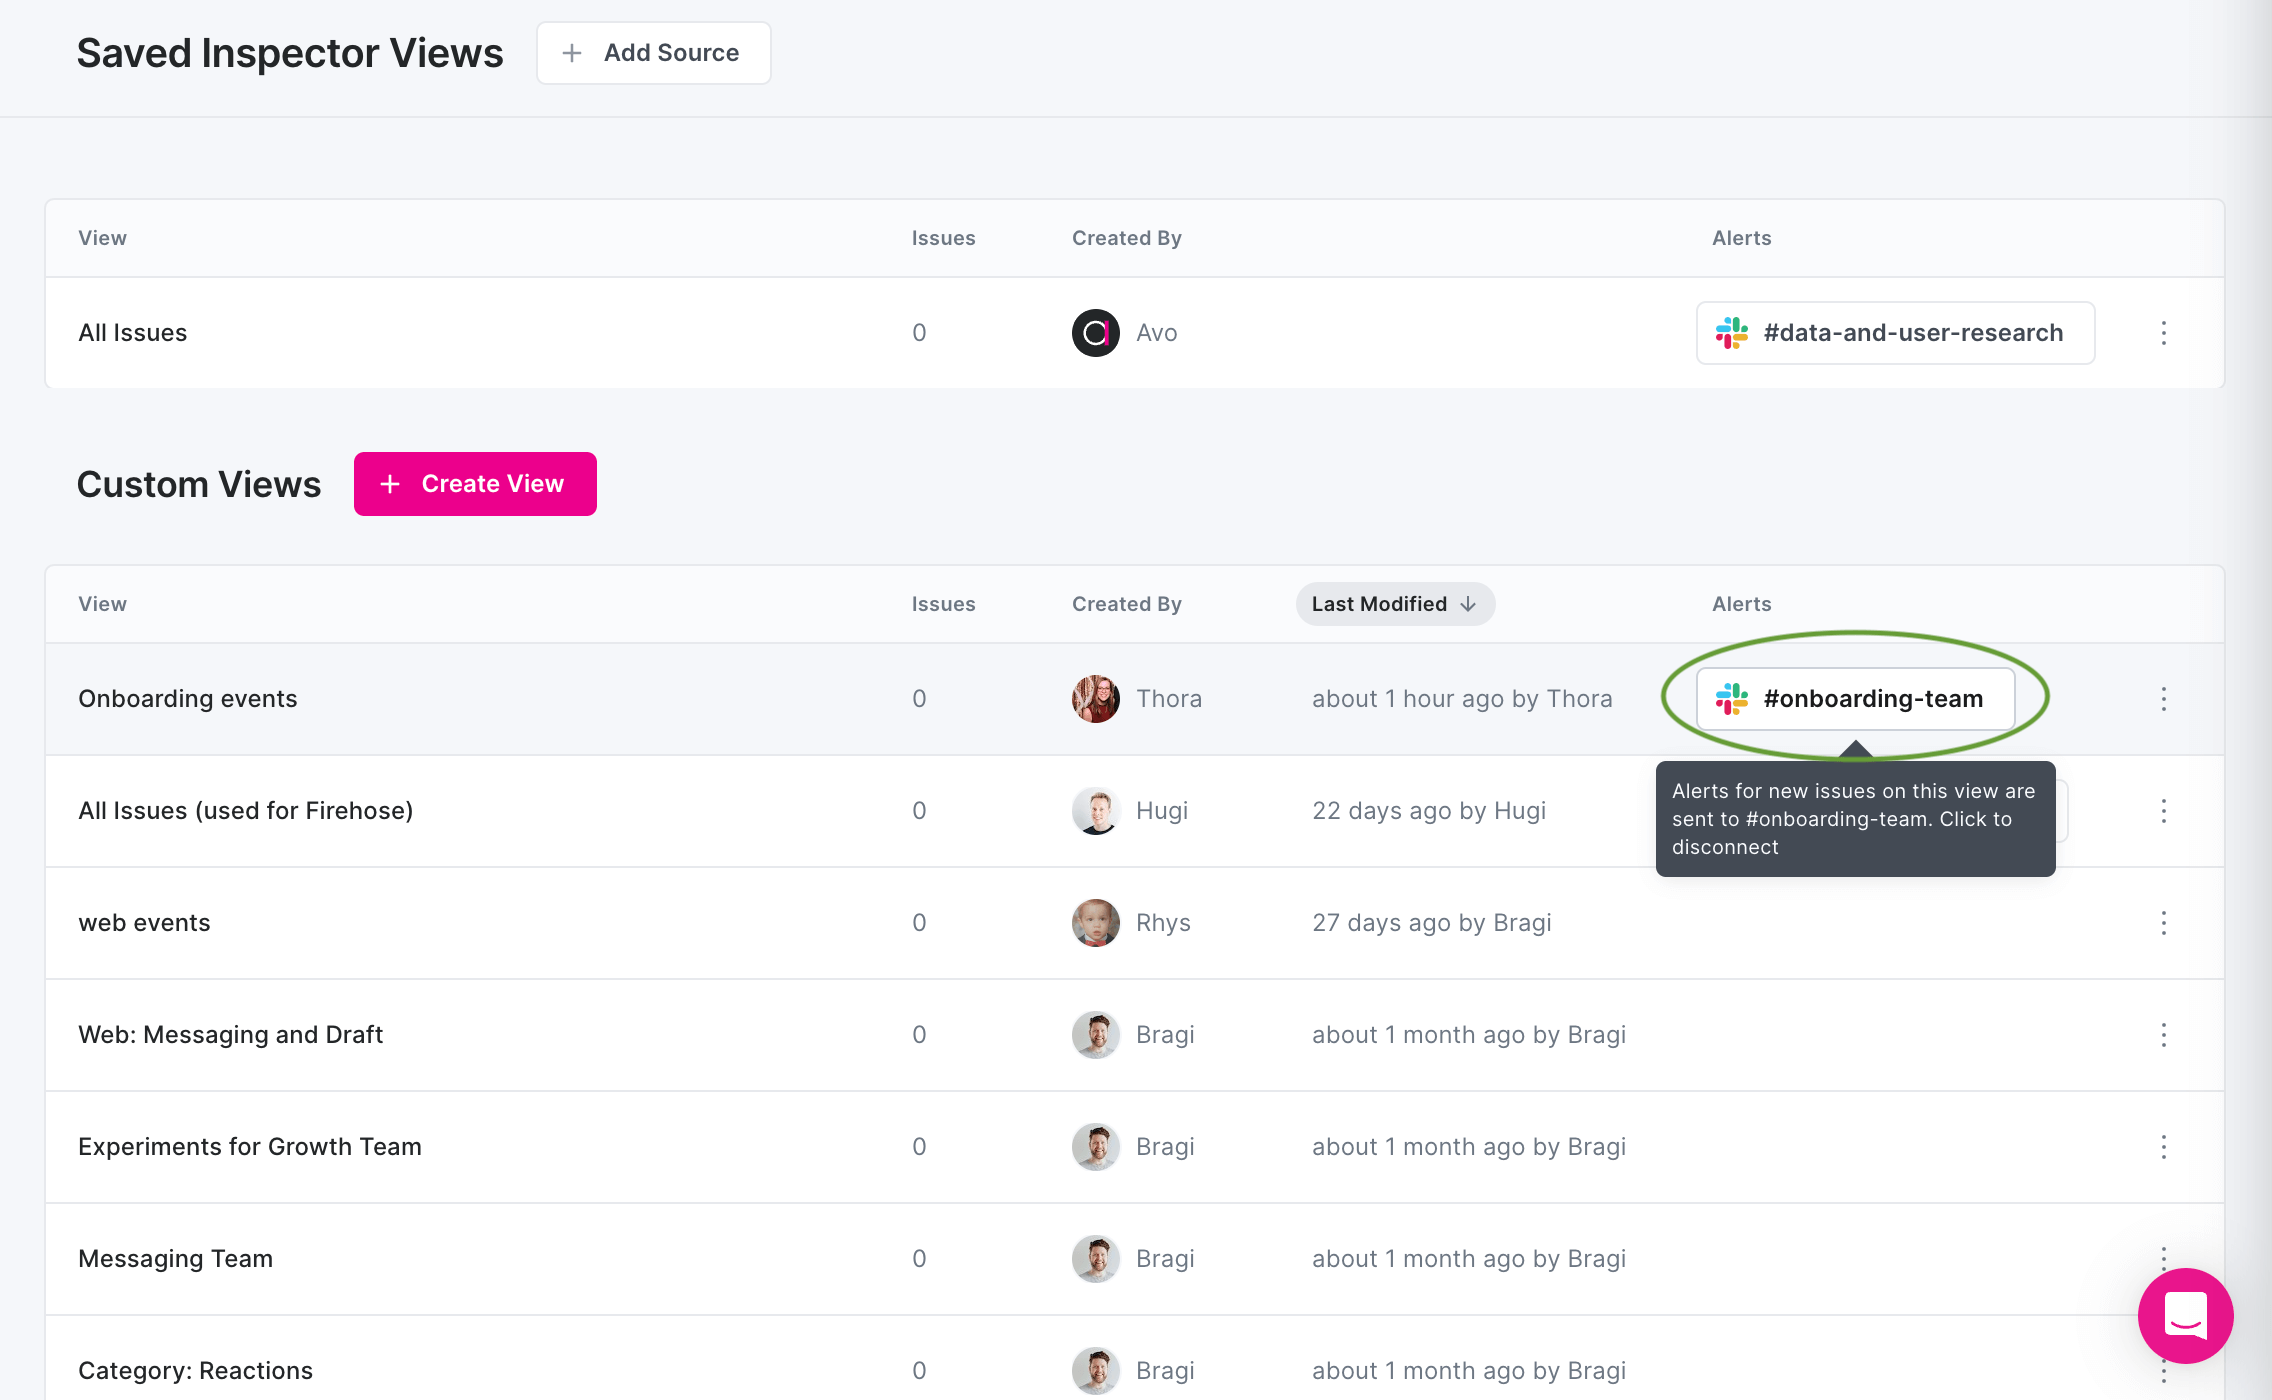 Saved Inspector Views
+ Add Source
View Issues Created By Alerts
All Issues 0 Avo #data-and-user-research
Custom Views
+ Create View
View Issues Created By Last Modified ↓ Alerts
Onboarding events 0 Thora about 1 hour ago by Thora #onboarding-team
Alerts for new issues on this view are
sent to #onboarding-team. Click to
disconnect
All Issues (used for Firehose) 0 Hugi 22 days ago by Hugi
web events 0 Rhys 27 days ago by Bragi
Web: Messaging and Draft 0 Bragi about 1 month ago by Bragi
Experiments for Growth Team 0 Bragi about 1 month ago by Bragi
Messaging Team 0 Bragi about 1 month ago by Bragi
Category: Reactions 0 Bragi about 1 month ago by Bragi